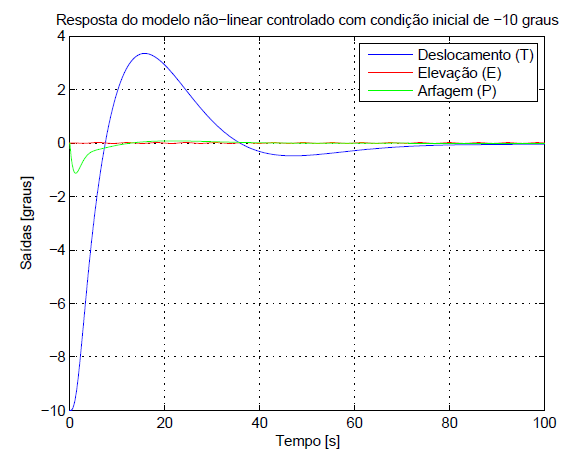 Resposta do modelo não−linear controlado com condição inicial de −10 graus
Deslocamento (T)
Elevação (E)
Arfagem (P)
Saídas [graus]
4
2
0
−2
−4
−6
−8
−10
0
20
40
60
80
100
Tempo [s]